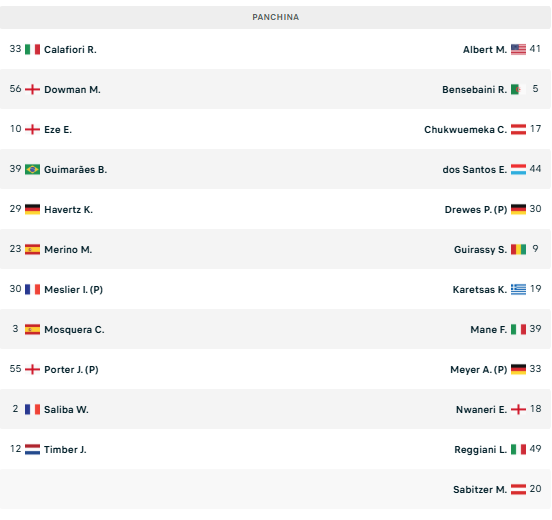 PANCHINA
33 Calafiori R. Albert M. 41
56 Dowman M. Bensebaini R. 5
10 Eze E. Chukwuemeka C. 17
39 Guimarães B. dos Santos E. 44
29 Havertz K. Drewes P. (P) 30
23 Merino M. Guirassy S. 9
30 Meslier I. (P) Karetsas K. 19
3 Mosquera C. Mane F. 39
55 Porter J. (P) Meyer A. (P) 33
2 Saliba W. Nwaneri E. 18
12 Timber J. Reggiani L. 49
Sabitzer M. 20